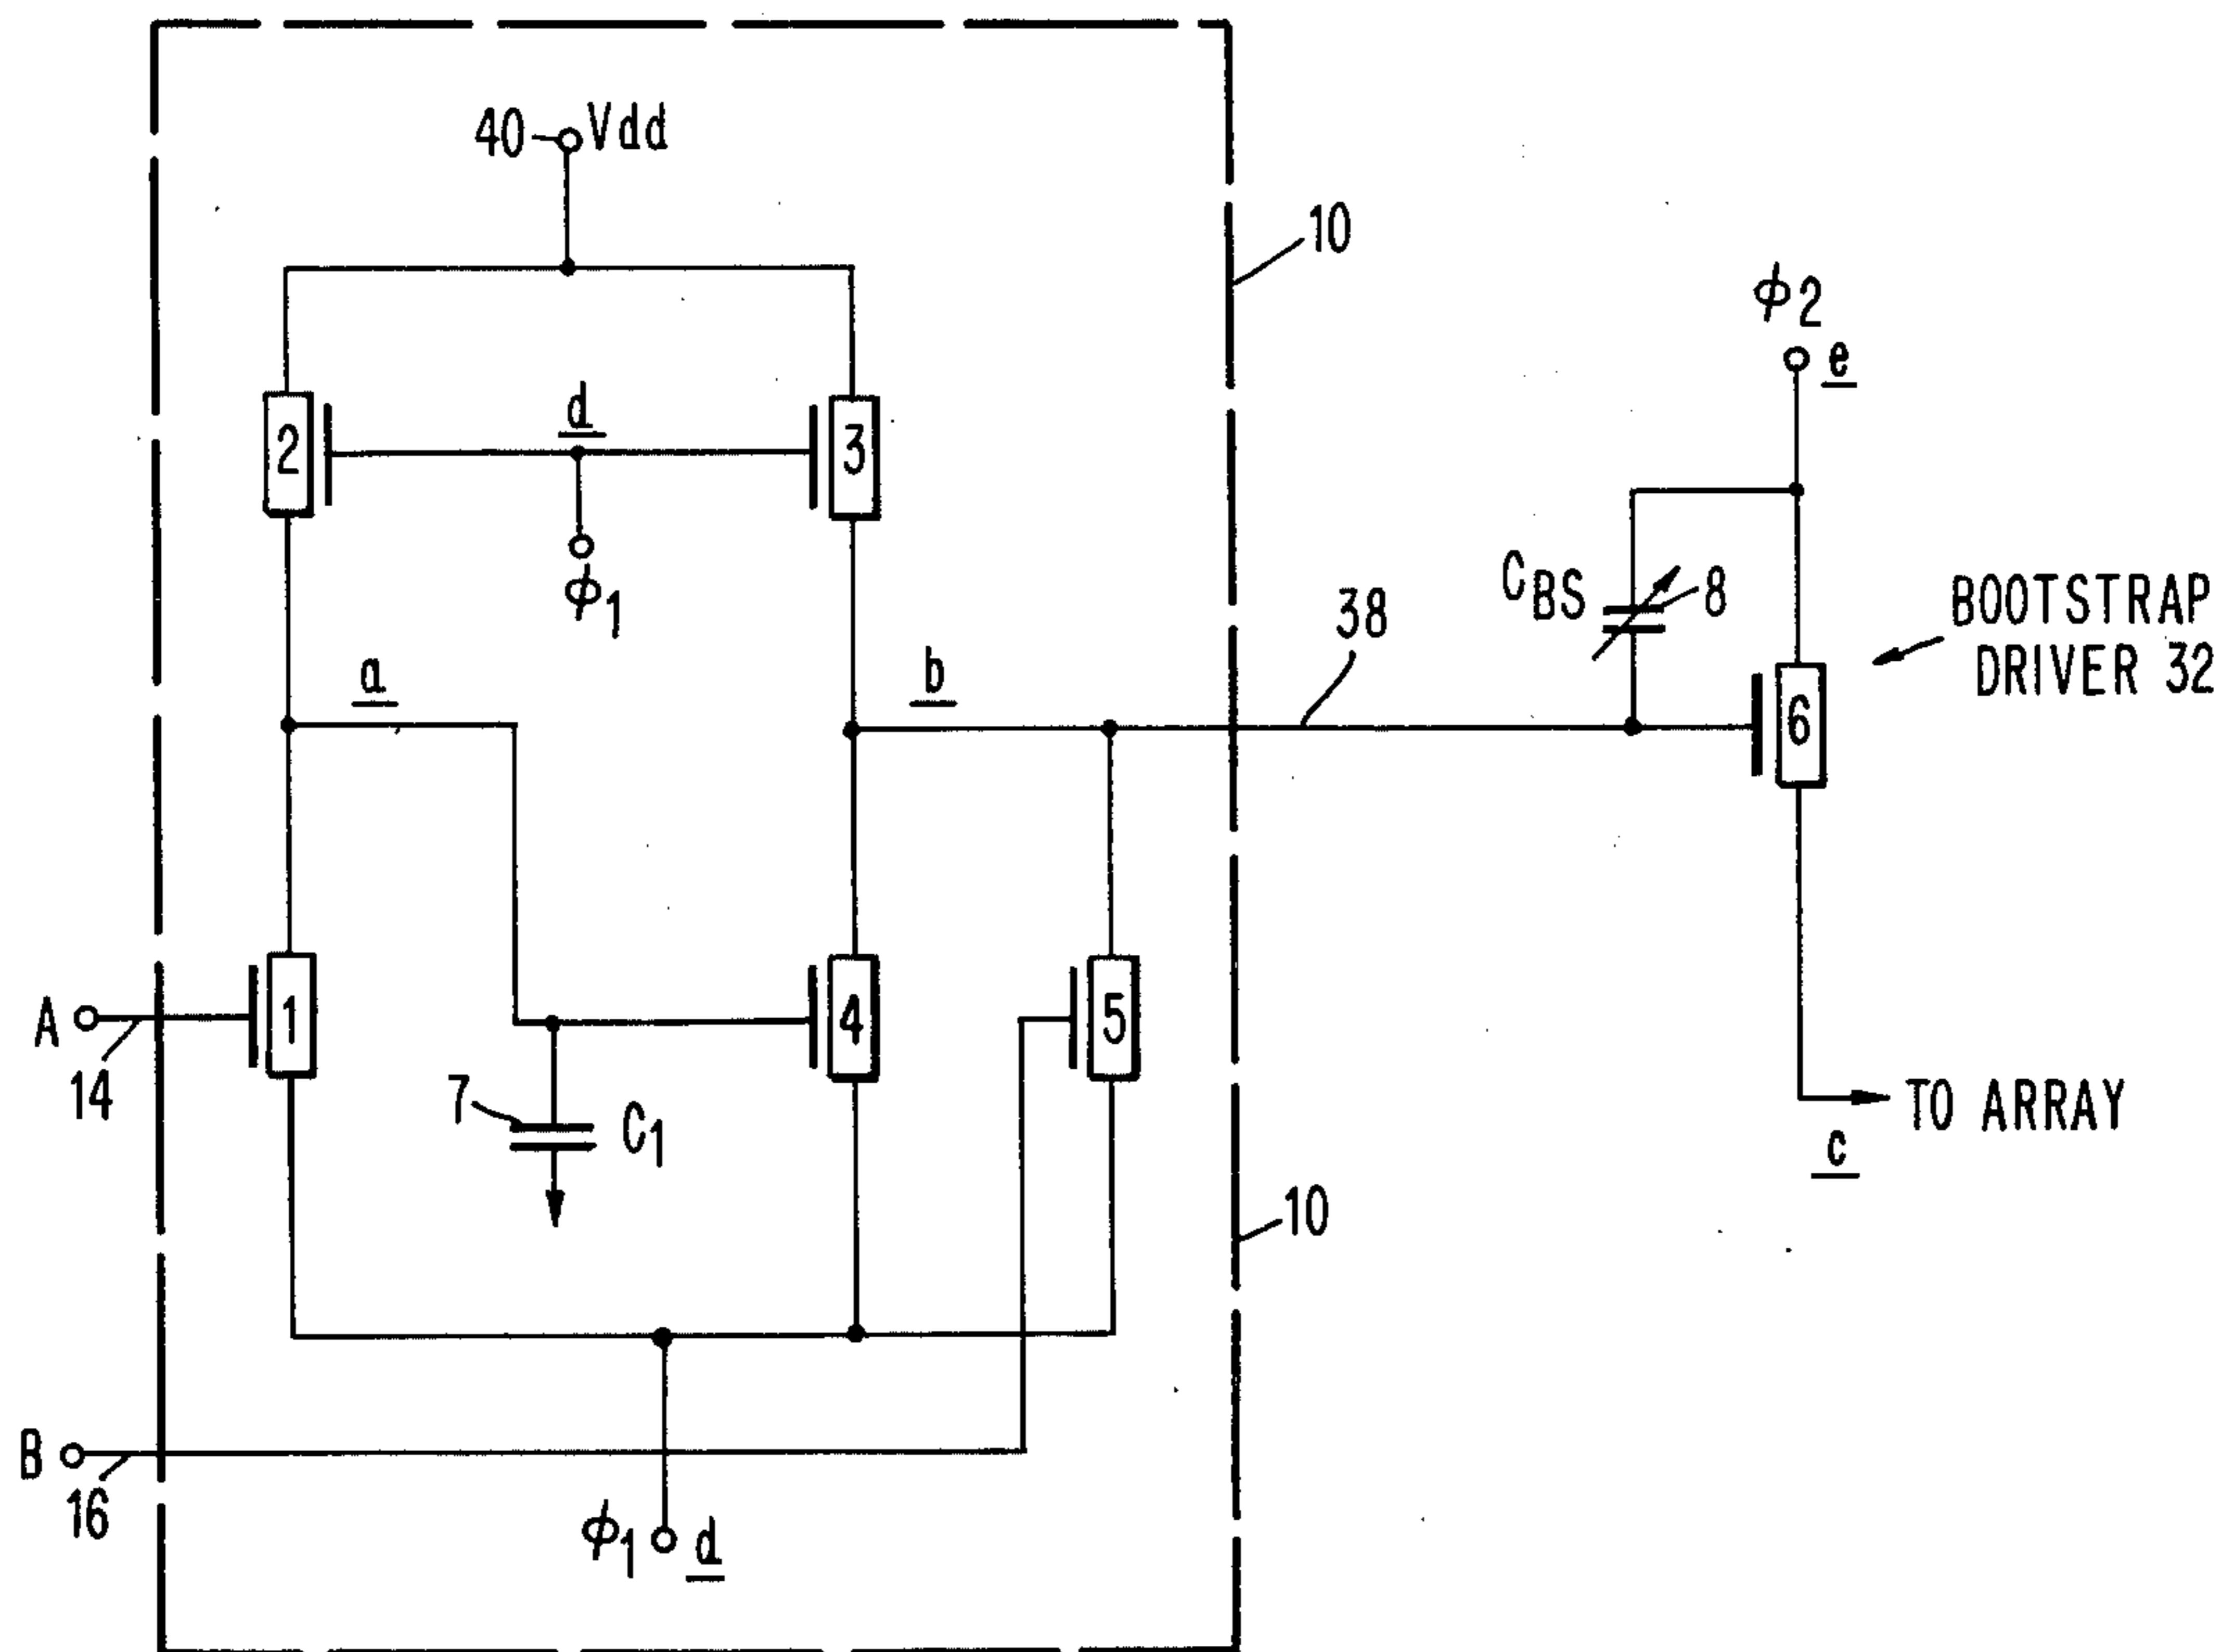 40 Vdd
10
ϕ2
e
2
d
3
ϕ1
CBS
8
38
BOOTSTRAP
DRIVER 32
a
b
6
A
14
1
7
C1
4
5
TO ARRAY
c
10
B
16
ϕ1 d